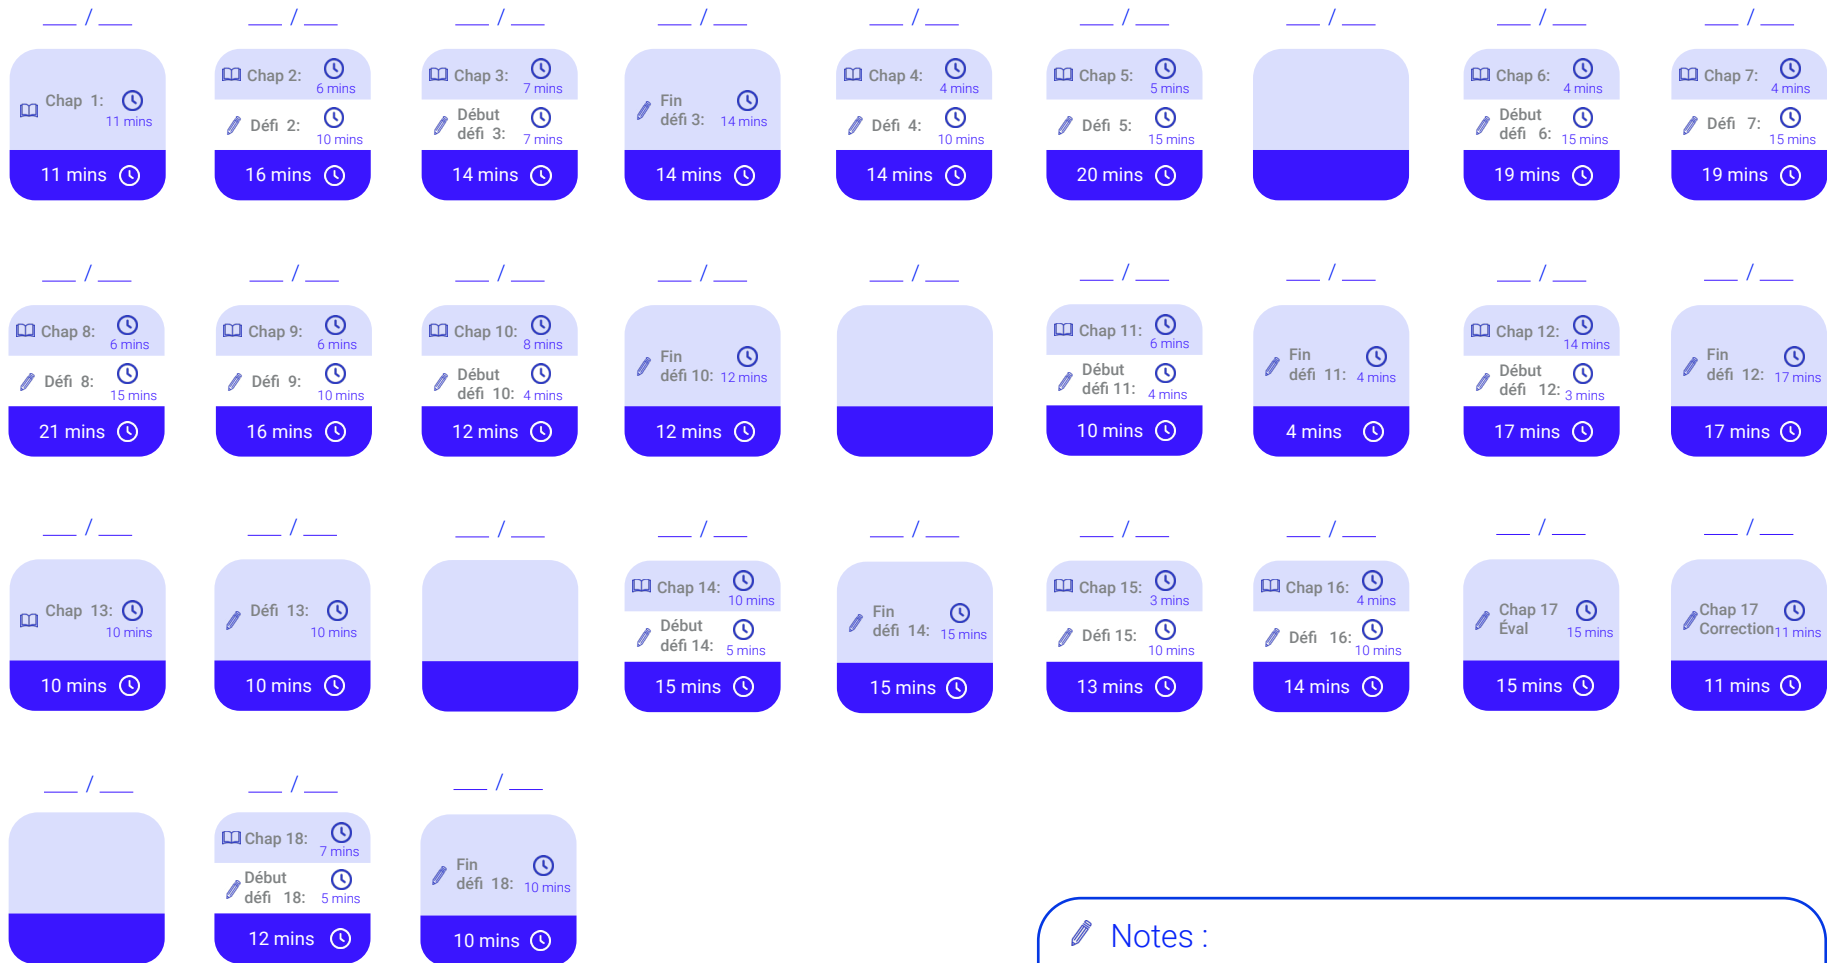 ___ / ___
___ / ___
___ / ___
___ / ___
___ / ___
___ / ___
___ / ___
___ / ___
___ / ___
Chap 1:
11 mins
11 mins
Chap 2:
6 mins
Défi 2:
10 mins
16 mins
Chap 3:
7 mins
Début
défi 3:
7 mins
14 mins
Fin
défi 3:
14 mins
14 mins
Chap 4:
4 mins
Défi 4:
10 mins
14 mins
Chap 5:
5 mins
Défi 5:
15 mins
20 mins
Chap 6:
4 mins
Début
défi 6:
15 mins
19 mins
Chap 7:
4 mins
Défi 7:
15 mins
19 mins
___ / ___
___ / ___
___ / ___
___ / ___
___ / ___
___ / ___
___ / ___
___ / ___
___ / ___
Chap 8:
6 mins
Défi 8:
15 mins
21 mins
Chap 9:
6 mins
Défi 9:
10 mins
16 mins
Chap 10:
8 mins
Début
défi 10:
4 mins
12 mins
Fin
défi 10:
12 mins
12 mins
Chap 11:
6 mins
Début
défi 11:
4 mins
10 mins
Fin
défi 11:
4 mins
4 mins
Chap 12:
14 mins
Début
défi 12:
3 mins
17 mins
Fin
défi 12:
17 mins
17 mins
___ / ___
___ / ___
___ / ___
___ / ___
___ / ___
___ / ___
___ / ___
___ / ___
___ / ___
Chap 13:
10 mins
10 mins
Défi 13:
10 mins
10 mins
Chap 14:
10 mins
Début
défi 14:
5 mins
15 mins
Fin
défi 14:
15 mins
15 mins
Chap 15:
3 mins
Défi 15:
10 mins
13 mins
Chap 16:
4 mins
Défi 16:
10 mins
14 mins
Chap 17
Éval
15 mins
15 mins
Chap 17
Correction
11 mins
11 mins
___ / ___
___ / ___
___ / ___
Chap 18:
7 mins
Début
défi 18:
5 mins
12 mins
Fin
défi 18:
10 mins
10 mins
Notes :